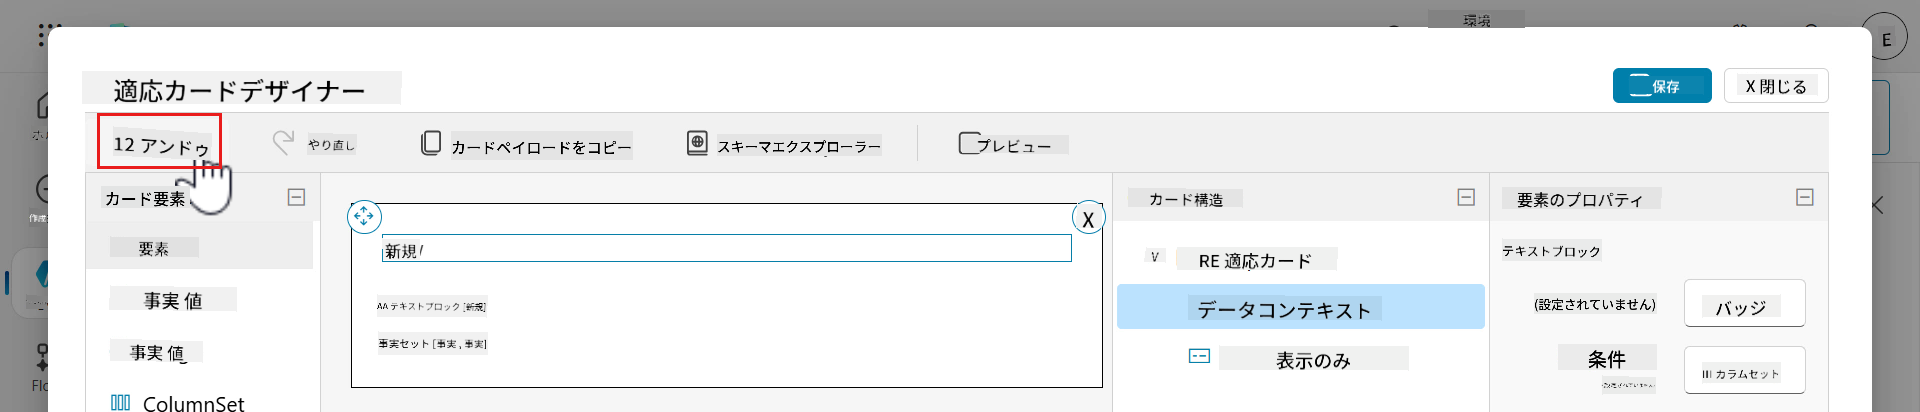 環境
E
適応カードデザイナー
保存
X 閉じる
12 アンドゥ
やり直し
カードペイロードをコピー
スキーマエクスプローラー
プレビュー
カード要素
カード構造
要素のプロパティ
要素
新規
V
RE 適応カード
テキストブロック
事実 値
AA テキストブロック [新規]
データコンテキスト
(設定されていません)
バッジ
事実 値
事実セット [事実, 事実]
表示のみ
条件
III カラムセット
ColumnSet
X
Flo